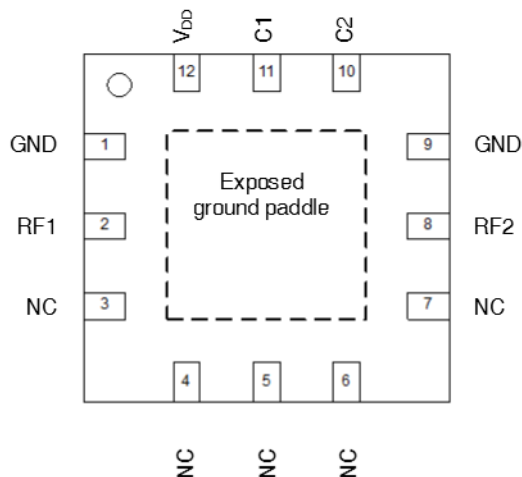 V_DD C1 C2
12 11 10
GND 1 9 GND
Exposed
ground paddle
RF1 2 8 RF2
NC 3 7 NC
4 5 6
NC NC NC